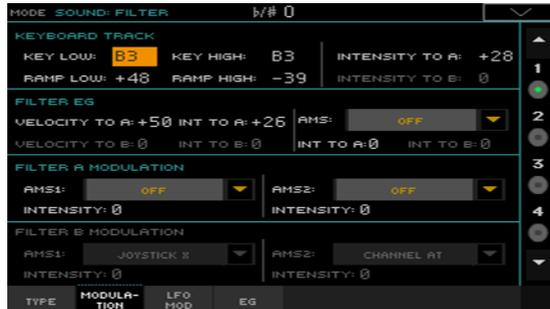 MODE SOUND: FILTER ♭/# 0
KEYBOARD TRACK
KEY LOW: B3 KEY HIGH: B3 INTENSITY TO A: +28
RAMP LOW: +48 RAMP HIGH: -39 INTENSITY TO B: 0
1
FILTER EG
VELOCITY TO A:+50 INT TO A:+26 AMS: OFF
2
VELOCITY TO B:0 INT TO B:0 INT TO A:0 INT TO B:0
FILTER A MODULATION
3
AMS1: OFF AMS2: OFF
INTENSITY:0 INTENSITY:0
4
FILTER B MODULATION
AMS1: JOYSTICK X AMS2: CHANNEL AT
INTENSITY:0 INTENSITY:0
TYPE MODULA-TION LFO MOD EG